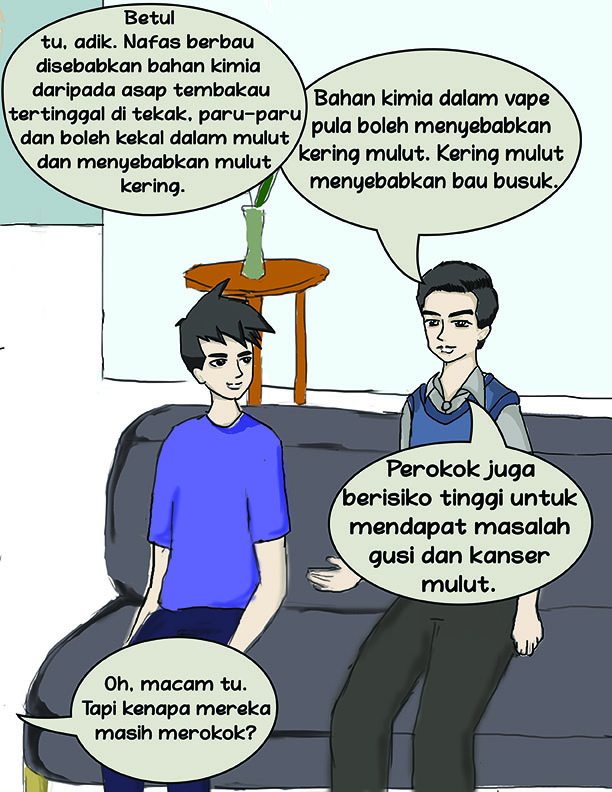 Betul
tu, adik. Nafas berbau
disebabkan bahan kimia
daripada asap tembakau
tertinggal di tekak, paru-paru
dan boleh kekal dalam mulut
dan menyebabkan mulut
kering.
Bahan kimia dalam vape
pula boleh menyebabkan
kering mulut. Kering mulut
menyebabkan bau busuk.
Perokok juga
berisiko tinggi untuk
mendapat masalah
gusi dan kanser
mulut.
Oh, macam tu.
Tapi kenapa mereka
masih merokok?